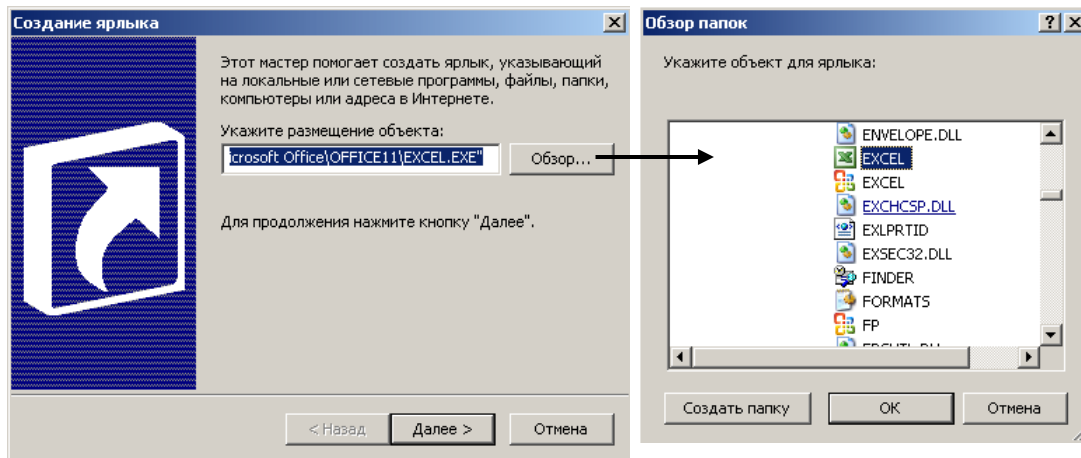 Создание ярлыка
Этот мастер помогает создать ярлык, указывающий
на локальные или сетевые программы, файлы, папки,
компьютеры или адреса в Интернете.
Укажите размещение объекта:
icrosoft Office\OFFICE11\EXCEL.EXE"
Обзор...
Для продолжения нажмите кнопку "Далее".
< Назад
Далее >
Отмена
Обзор папок
Укажите объект для ярлыка:
ENVELOPE.DLL
EXCEL
EXCEL
EXCHCSP.DLL
EXLPRTID
EXSEC32.DLL
FINDER
FORMATS
FP
Создать папку
ОК
Отмена